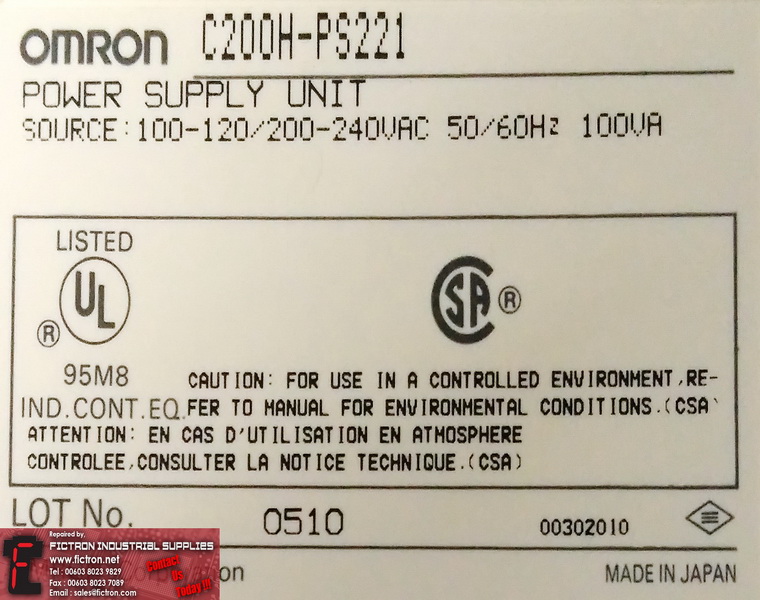 OMRON C200H-PS221
POWER SUPPLY UNIT
SOURCE:100-120/200-240VAC 50/60Hz 100VA
LISTED
UL
®
SA ®
95M8
IND.CONT.EQ.
CAUTION: FOR USE IN A CONTROLLED ENVIRONMENT,RE-
FER TO MANUAL FOR ENVIRONMENTAL CONDITIONS.(CSA
ATTENTION: EN CAS D'UTILISATION EN ATMOSPHERE
CONTROLEE,CONSULTER LA NOTICE TECHNIQUE.(CSA)
LOT No. 0510 00302010
MADE IN JAPAN
Repaired by,
FICTRON INDUSTRIAL SUPPLIES
www.fictron.net
Tel : 00603 8023 9829
Fax : 00603 8023 7089
Email : sales@fictron.com
Contact
Us
Today !!!